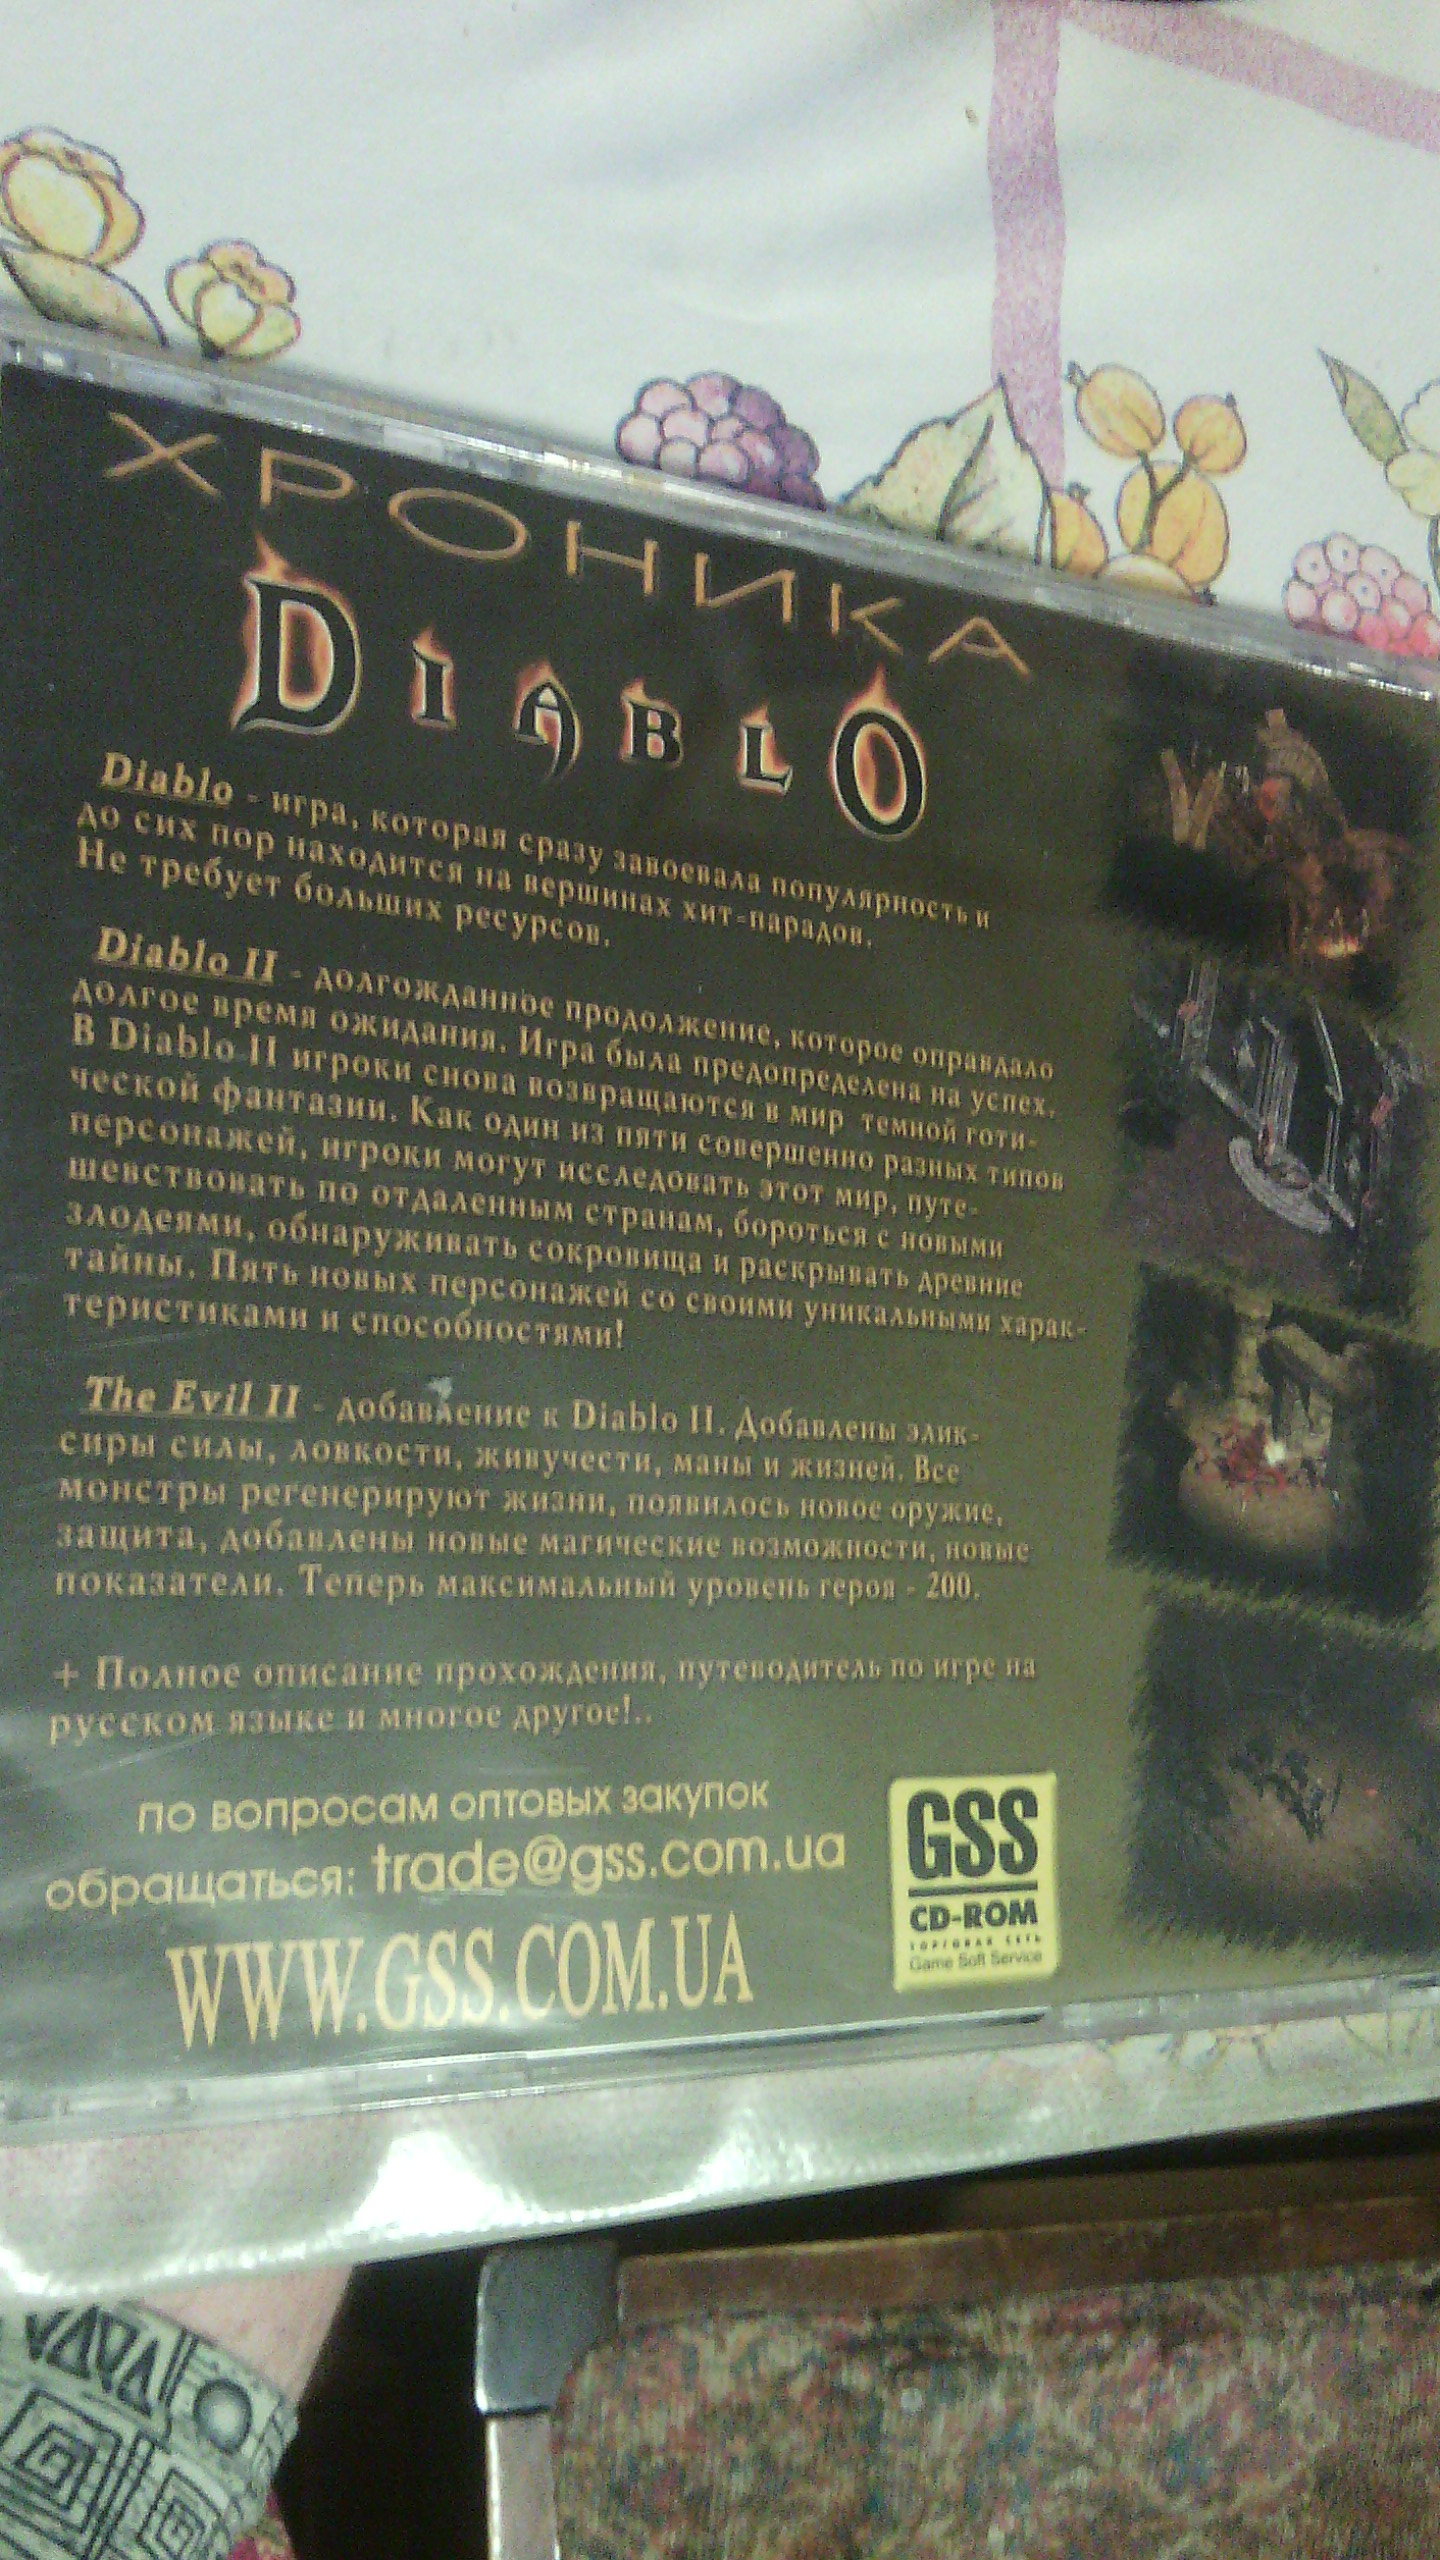 ХРОНИКА
DIABLO
Diablo - игра, которая сразу завоевала популярность и
до сих пор находится на вершинах хит-парадов.
Не требует больших ресурсов.
Diablo II - долгожданное продолжение, которое оправдало
долгое время ожидания. Игра была предопределена на успех.
В Diablo II игроки снова возвращаются в мир темной готи-
ческой фантазии. Как один из пяти совершенно разных типов
персонажей, игроки могут исследовать этот мир, путе-
шевствовать по отдаленным странам, бороться с новыми
злодеями, обнаруживать сокровища и раскрывать древние
тайны. Пять новых персонажей со своими уникальными харак-
теристиками и способностями!
The Evil II - добавление к Diablo II. Добавлены элик-
сиры силы, ловкости, живучести, маны и жизней. Все
монстры регенерируют жизни, появилось новое оружие,
защита, добавлены новые магические возможности, новые
показатели. Теперь максимальный уровень героя - 200.
+ Полное описание прохождения, путеводитель по игре на
русском языке и многое другое!..
по вопросам оптовых закупок
обращаться: trade@gss.com.ua
WWW.GSS.COM.UA
GSS
CD-ROM
ТОРГОВАЯ СЕТЬ
Game Soft Service